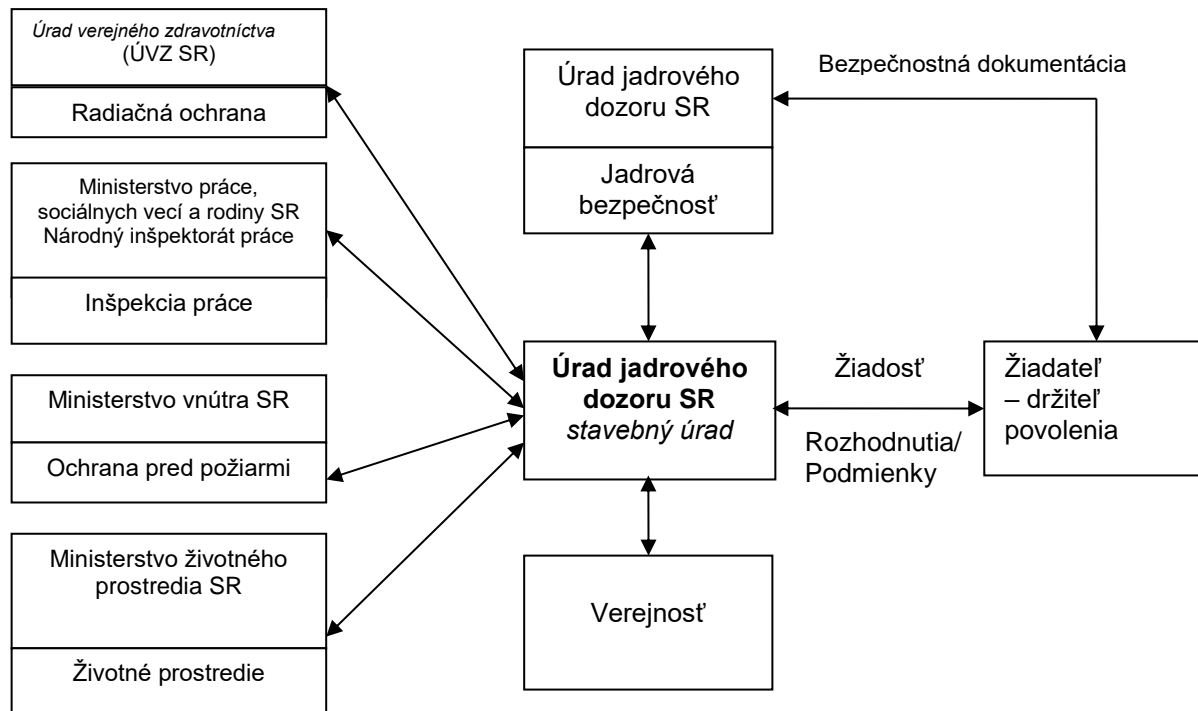 Úrad verejného zdravotníctva
(ÚVZ SR)
Radiačná ochrana
Ministerstvo práce,
sociálnych vecí a rodiny SR
Národný inšpektorát práce
Inšpekcia práce
Ministerstvo vnútra SR
Ochrana pred požiarmi
Ministerstvo životného
prostredia SR
Životné prostredie
Úrad jadrového
dozoru SR
Jadrová
bezpečnosť
Úrad jadrového
dozoru SR
stavebný úrad
Verejnosť
Bezpečnostná dokumentácia
Žiadosť
Rozhodnutia/
Podmienky
Žiadateľ
– držiteľ
povolenia